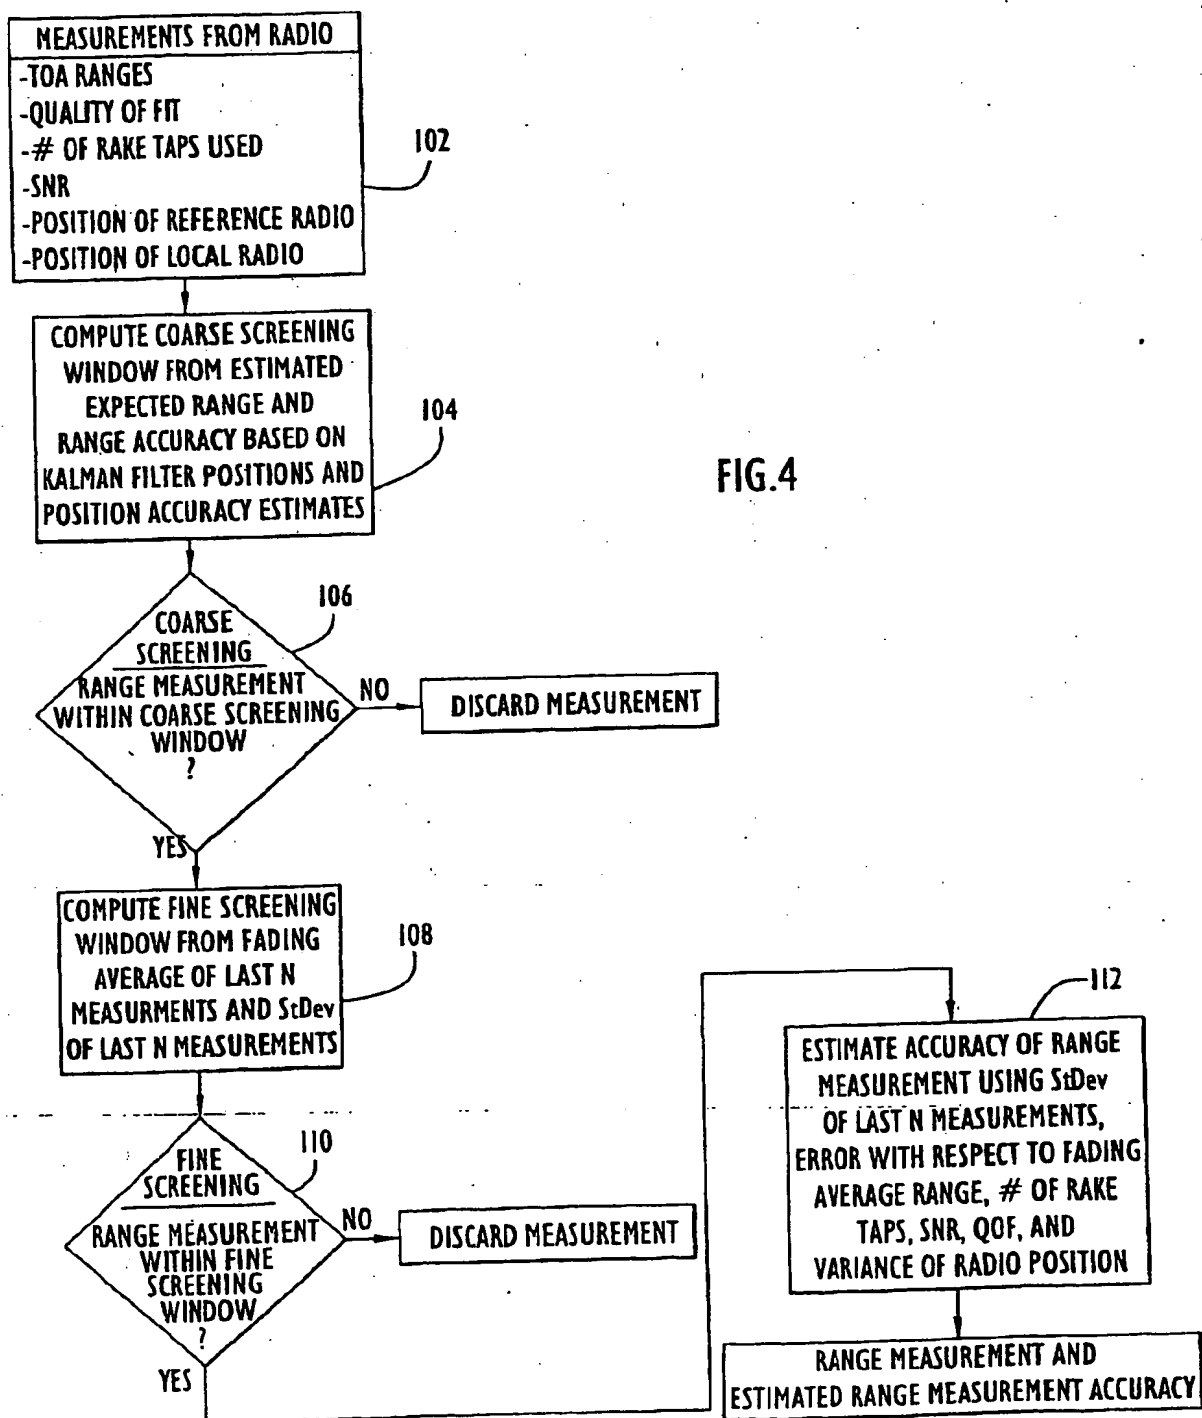 MEASUREMENTS FROM RADIO
-TOA RANGES
-QUALITY OF FIT
-# OF RAKE TAPS USED
-SNR
-POSITION OF REFERENCE RADIO
-POSITION OF LOCAL RADIO
102
COMPUTE COARSE SCREENING
WINDOW FROM ESTIMATED
EXPECTED RANGE AND
RANGE ACCURACY BASED ON
KALMAN FILTER POSITIONS AND
POSITION ACCURACY ESTIMATES
104
FIG.4
106
COARSE
SCREENING
RANGE MEASUREMENT
WITHIN COARSE SCREENING
WINDOW
?
NO
DISCARD MEASUREMENT
YES
COMPUTE FINE SCREENING
WINDOW FROM FADING
AVERAGE OF LAST N
MEASURMENTS AND StDev
OF LAST N MEASUREMENTS
108
110
FINE
SCREENING
RANGE MEASUREMENT
WITHIN FINE
SCREENING
WINDOW
?
NO
DISCARD MEASUREMENT
YES
112
ESTIMATE ACCURACY OF RANGE
MEASUREMENT USING StDev
OF LAST N MEASUREMENTS,
ERROR WITH RESPECT TO FADING
AVERAGE RANGE, # OF RAKE
TAPS, SNR, QOF, AND
VARIANCE OF RADIO POSITION
RANGE MEASUREMENT AND
ESTIMATED RANGE MEASUREMENT ACCURACY